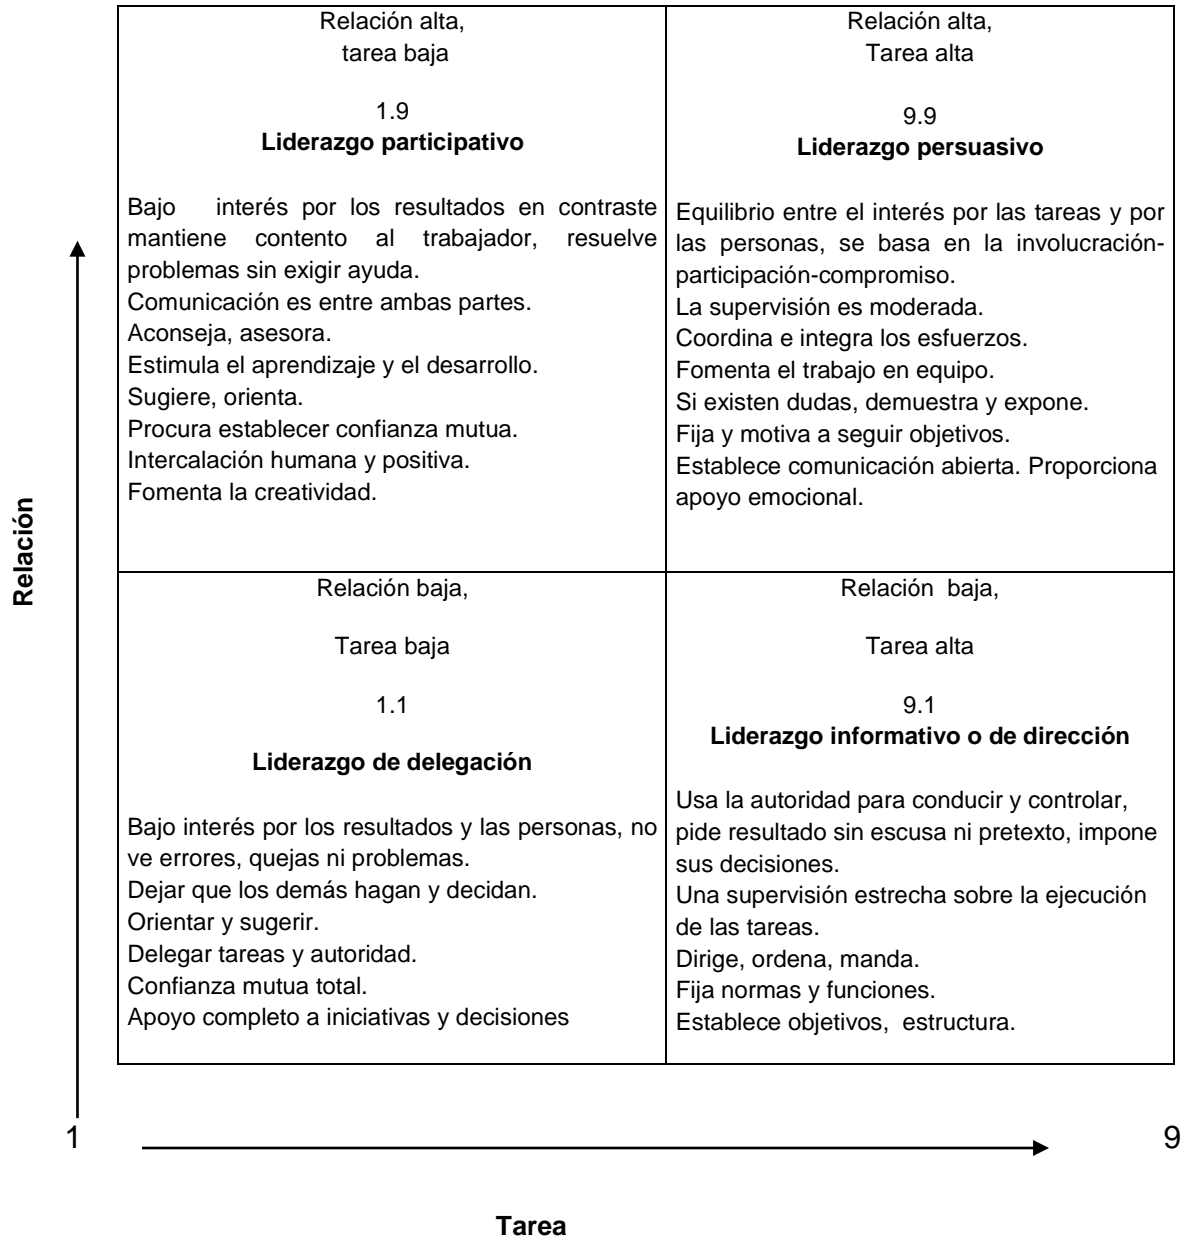 Relación alta,
tarea baja
1.9
Liderazgo participativo
Bajo interés por los resultados en contraste
mantiene contento al trabajador, resuelve
problemas sin exigir ayuda.
Comunicación es entre ambas partes.
Aconseja, asesora.
Estimula el aprendizaje y el desarrollo.
Sugiere, orienta.
Procura establecer confianza mutua.
Intercalación humana y positiva.
Fomenta la creatividad.
Relación alta,
Tarea alta
9.9
Liderazgo persuasivo
Equilibrio entre el interés por las tareas y por
las personas, se basa en la involucración-
participación-compromiso.
La supervisión es moderada.
Coordina e integra los esfuerzos.
Fomenta el trabajo en equipo.
Si existen dudas, demuestra y expone.
Fija y motiva a seguir objetivos.
Establece comunicación abierta. Proporciona
apoyo emocional.
Relación
Relación baja,
Tarea baja
1.1
Liderazgo de delegación
Bajo interés por los resultados y las personas, no
ve errores, quejas ni problemas.
Dejar que los demás hagan y decidan.
Orientar y sugerir.
Delegar tareas y autoridad.
Confianza mutua total.
Apoyo completo a iniciativas y decisiones
Relación baja,
Tarea alta
9.1
Liderazgo informativo o de dirección
Usa la autoridad para conducir y controlar,
pide resultado sin escusa ni pretexto, impone
sus decisiones.
Una supervisión estrecha sobre la ejecución
de las tareas.
Dirige, ordena, manda.
Fija normas y funciones.
Establece objetivos, estructura.
1
9
Tarea